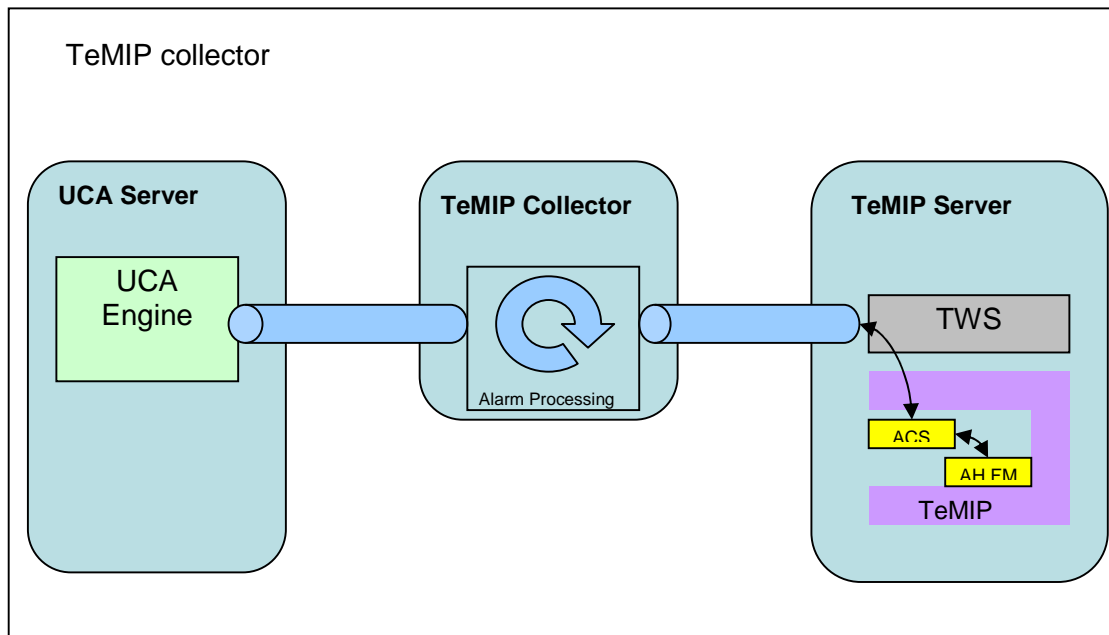 TeMIP collector
UCA Server
UCA
Engine
TeMIP Collector
Alarm Processing
TeMIP Server
TWS
ACS
AH FM
TeMIP